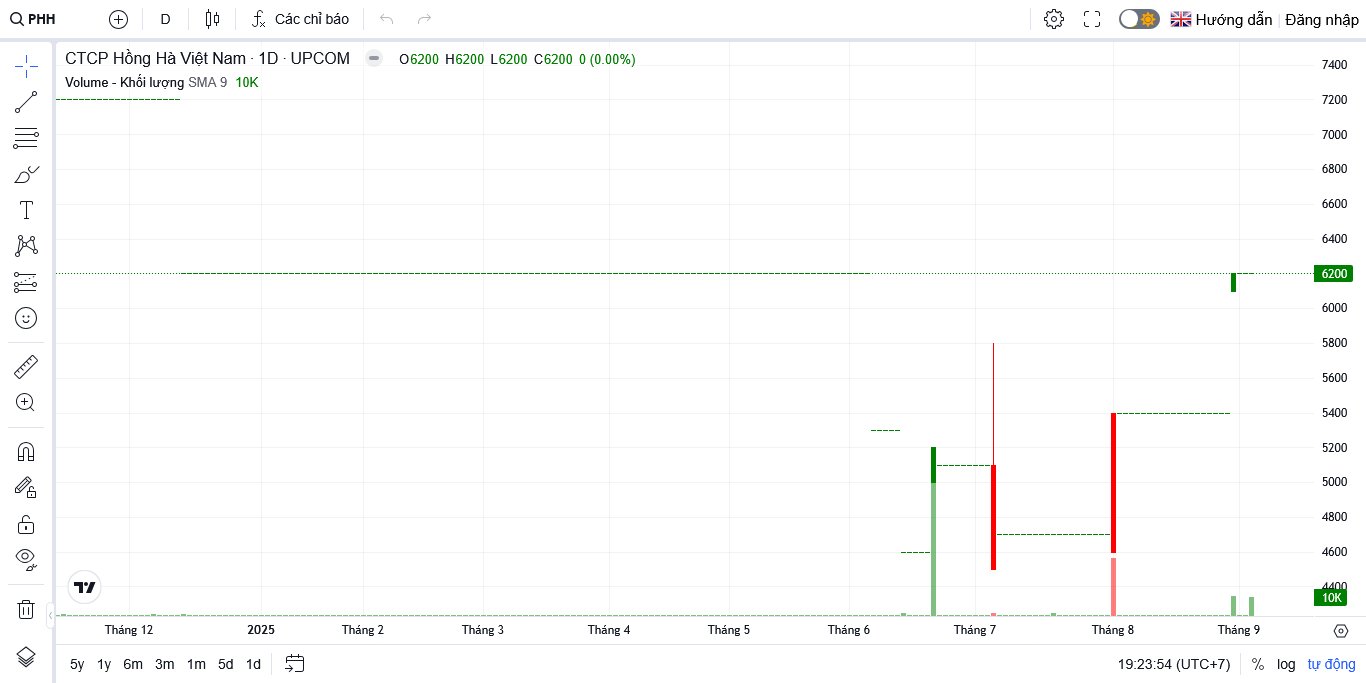 PHH D Các chỉ báo Hướng dẫn Đăng nhập
CTCP Hồng Hà Việt Nam · 1D · UPCOM O6200 H6200 L6200 C6200 0 (0.00%)
Volume - Khối lượng SMA 9 10K
7400
7200
7000
6800
6600
6400
6200
6000
5800
5600
5400
5200
5000
4800
4600
4400
10K
Tháng 12 2025 Tháng 2 Tháng 3 Tháng 4 Tháng 5 Tháng 6 Tháng 7 Tháng 8 Tháng 9
5y 1y 6m 3m 1m 5d 1d 19:23:54 (UTC+7) % log tự động